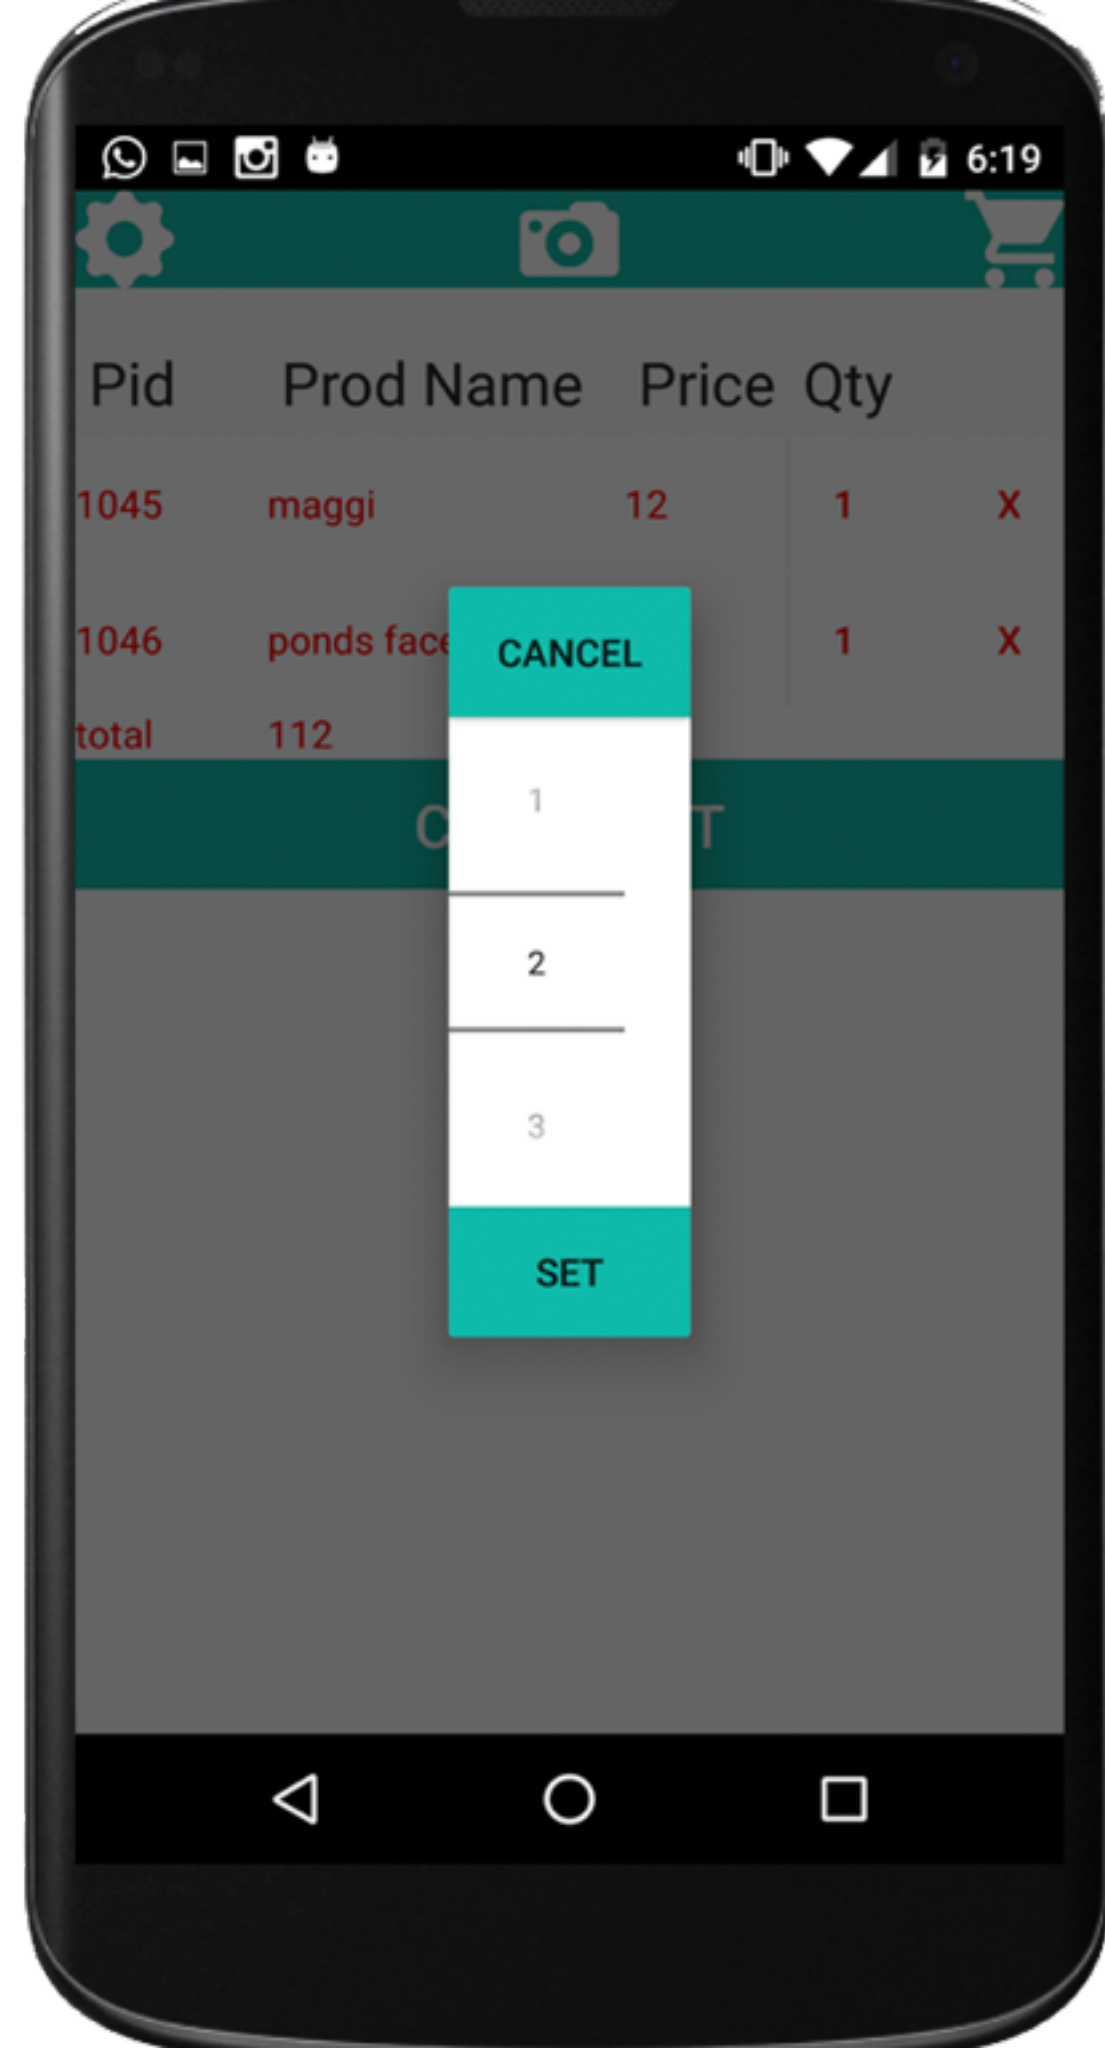 6:19
Pid Prod Name Price Qty
1045 maggi 12 1 X
1046 ponds face 1 X
total 112
CANCEL
1
2
3
SET